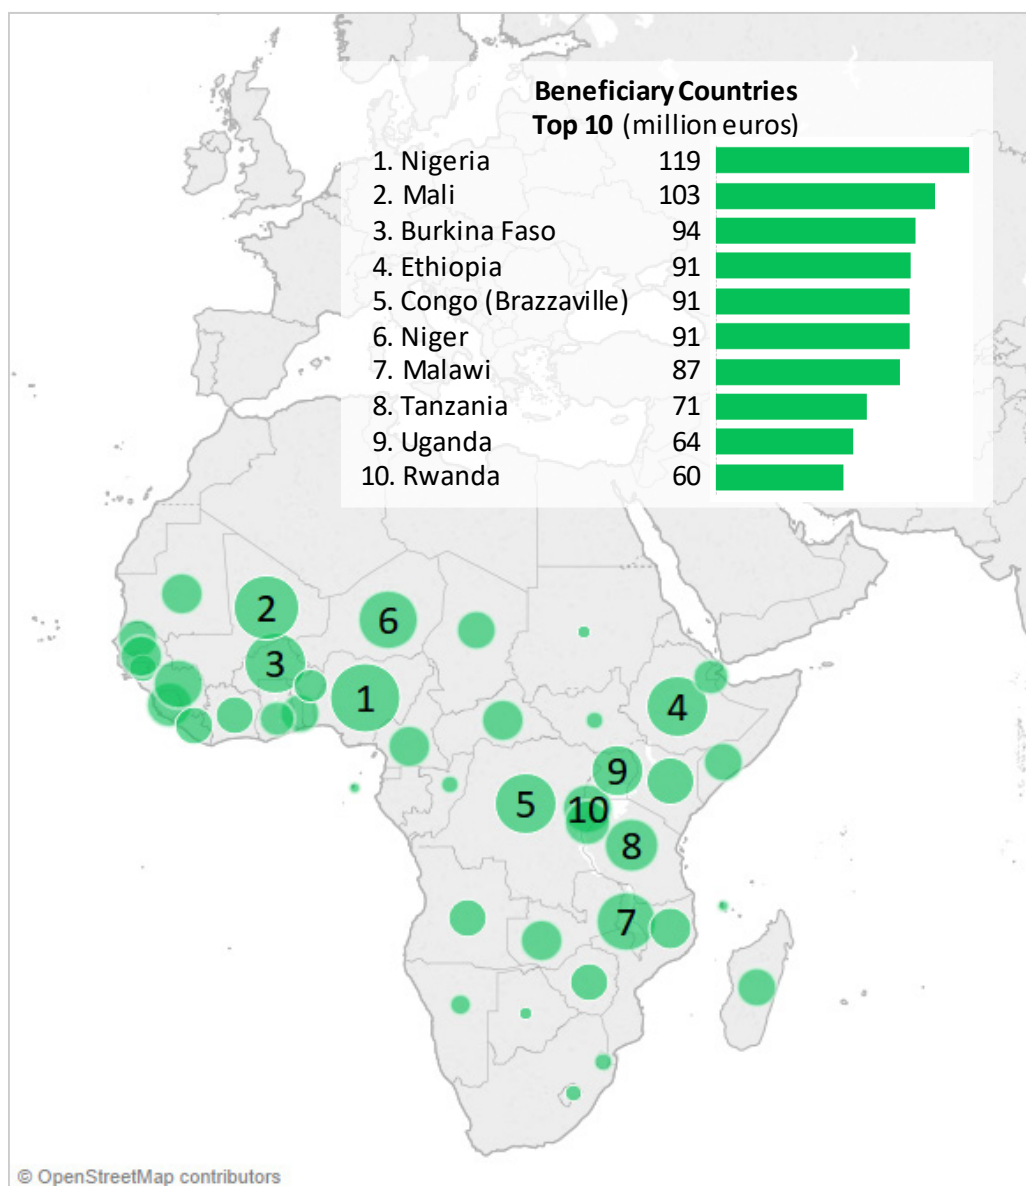 Beneficiary Countries
Top 10 (million euros)
1. Nigeria 119
2. Mali 103
3. Burkina Faso 94
4. Ethiopia 91
5. Congo (Brazzaville) 91
6. Niger 91
7. Malawi 87
8. Tanzania 71
9. Uganda 64
10. Rwanda 60
2
6
3
1
4
9
5
10
8
7
© OpenStreetMap contributors